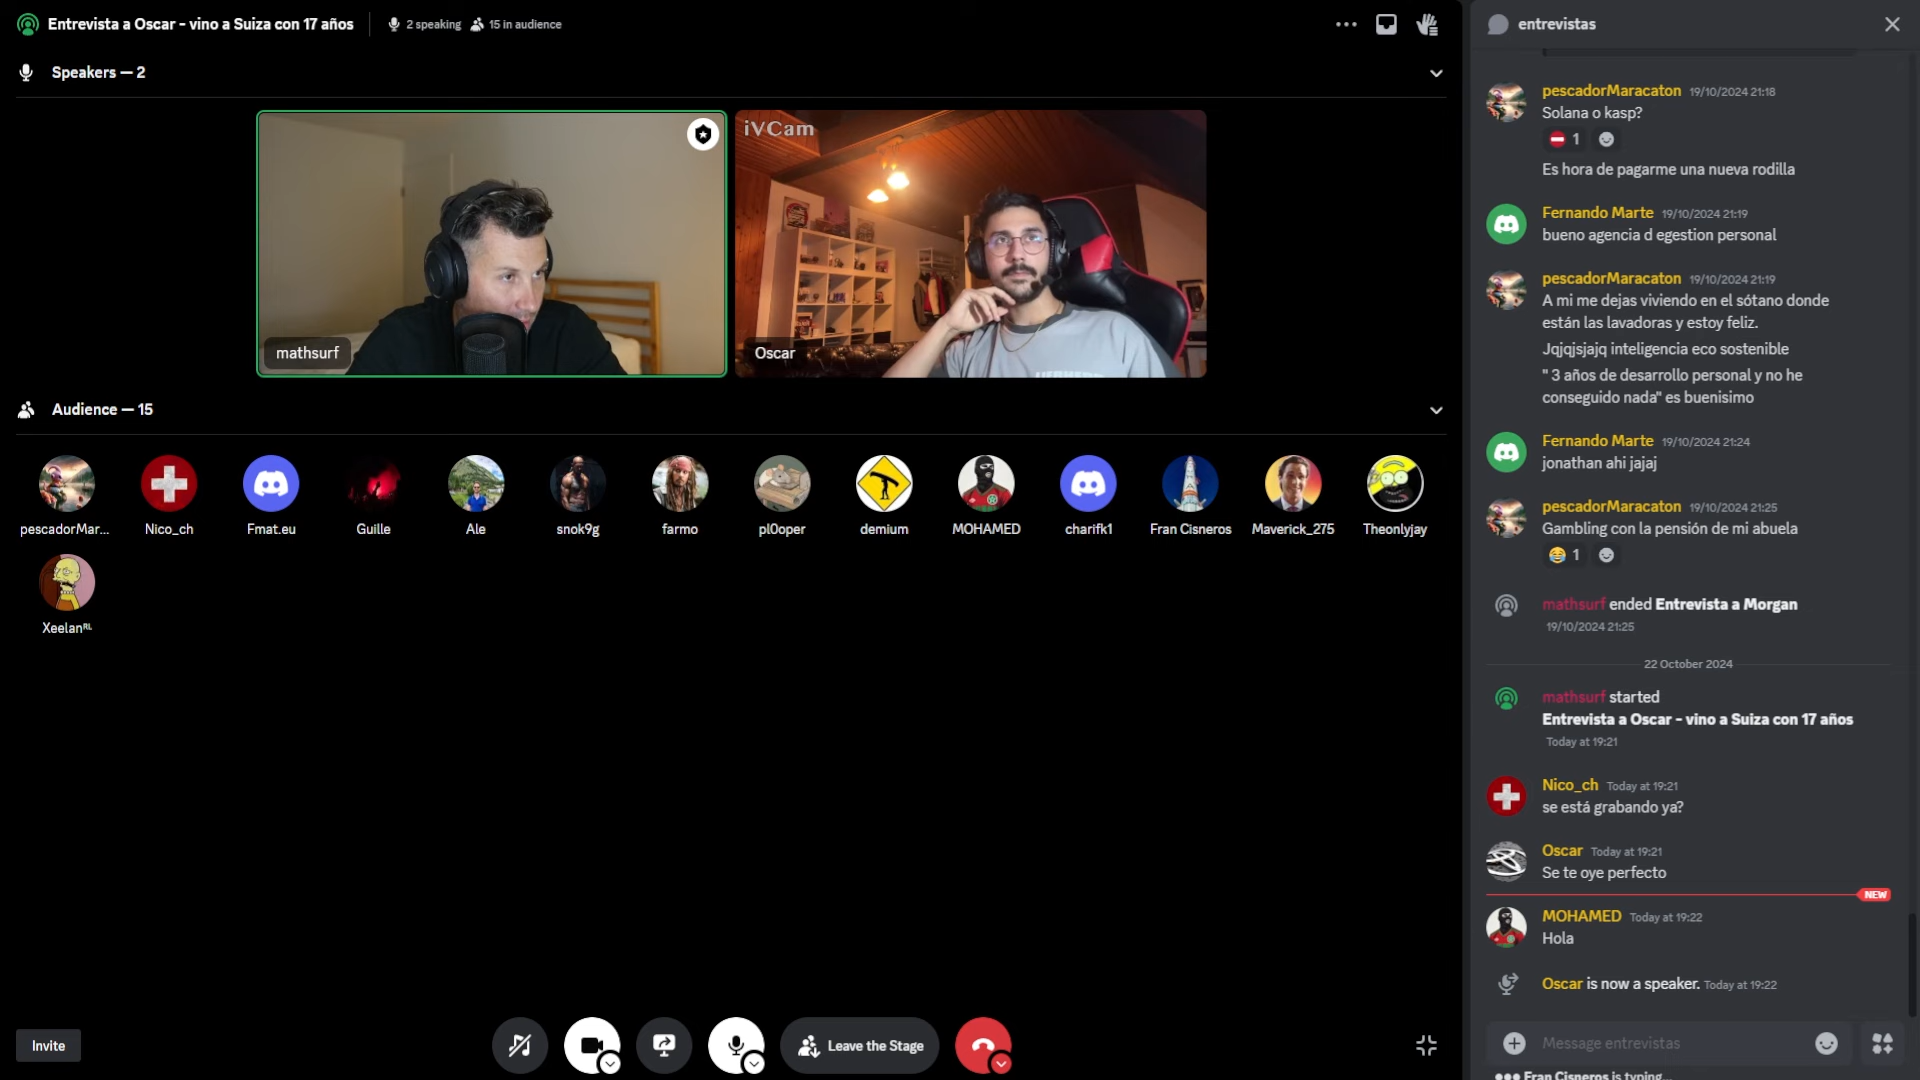 Entrevista a Oscar - vino a Suiza con 17 años
2 speaking
15 in audience
Speakers — 2
iVCam
mathsurf
Oscar
Audience — 15
pescadorMar...
Nico_ch
Fmat.eu
Guille
Ale
snok9g
farmo
pl0oper
demium
MOHAMED
charifk1
Fran Cisneros
Maverick_275
Theonlyjay
Xeelanᴿᴸ
Invite
Leave the Stage
entrevistas
pescadorMaracaton 19/10/2024 21:18
Solana o kasp?
1
Es hora de pagarme una nueva rodilla
Fernando Marte 19/10/2024 21:19
bueno agencia d egestion personal
pescadorMaracaton 19/10/2024 21:19
A mi me dejas viviendo en el sótano donde
están las lavadoras y estoy feliz.
Jqjqjsjajq inteligencia eco sostenible
" 3 años de desarrollo personal y no he
conseguido nada" es buenisimo
Fernando Marte 19/10/2024 21:24
jonathan ahi jajaj
pescadorMaracaton 19/10/2024 21:25
Gambling con la pensión de mi abuela
1
mathsurf ended Entrevista a Morgan
19/10/2024 21:25
22 October 2024
mathsurf started
Entrevista a Oscar - vino a Suiza con 17 años
Today at 19:21
Nico_ch Today at 19:21
se está grabando ya?
Oscar Today at 19:21
Se te oye perfecto
NEW
MOHAMED Today at 19:22
Hola
Oscar is now a speaker. Today at 19:22
Message entrevistas
Fran Cisneros is typing...